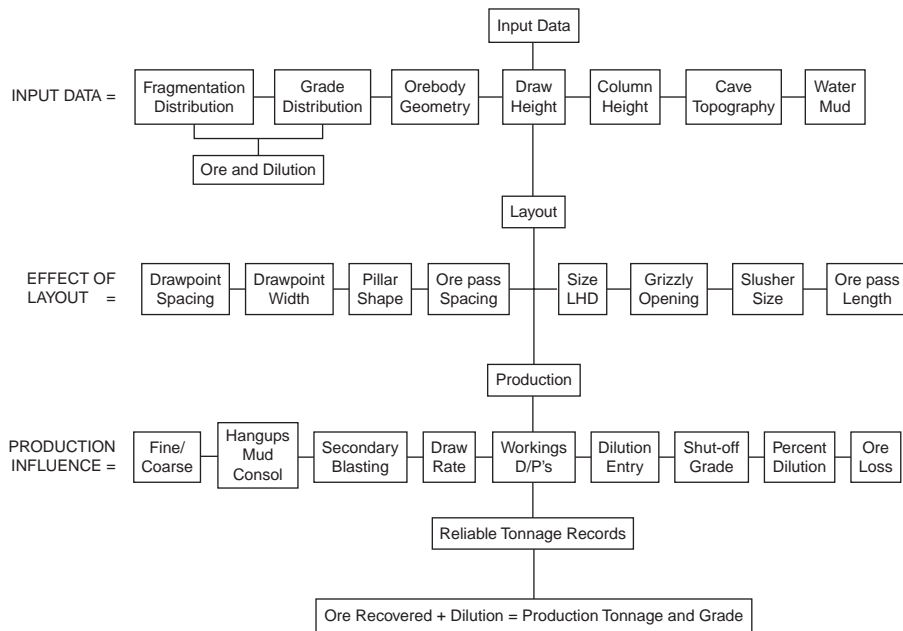 Input Data
INPUT DATA =
Fragmentation
Distribution
Grade
Distribution
Orebody
Geometry
Draw
Height
Column
Height
Cave
Topography
Water
Mud
Ore and Dilution
Layout
EFFECT OF
LAYOUT =
Drawpoint
Spacing
Drawpoint
Width
Pillar
Shape
Ore pass
Spacing
Size
LHD
Grizzly
Opening
Slusher
Size
Ore pass
Length
Production
PRODUCTION
INFLUENCE =
Fine/
Coarse
Hangups
Mud
Consol
Secondary
Blasting
Draw
Rate
Workings
D/P's
Dilution
Entry
Shut-off
Grade
Percent
Dilution
Ore
Loss
Reliable Tonnage Records
Ore Recovered + Dilution = Production Tonnage and Grade